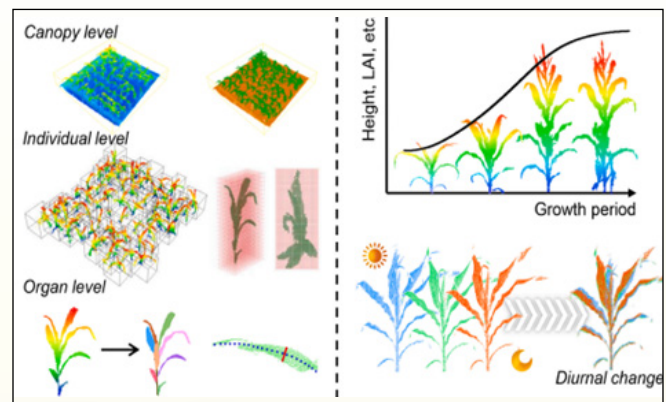 Canopy level
Individual level
Organ level
Height, LAI, etc
Growth period
Diurnal change